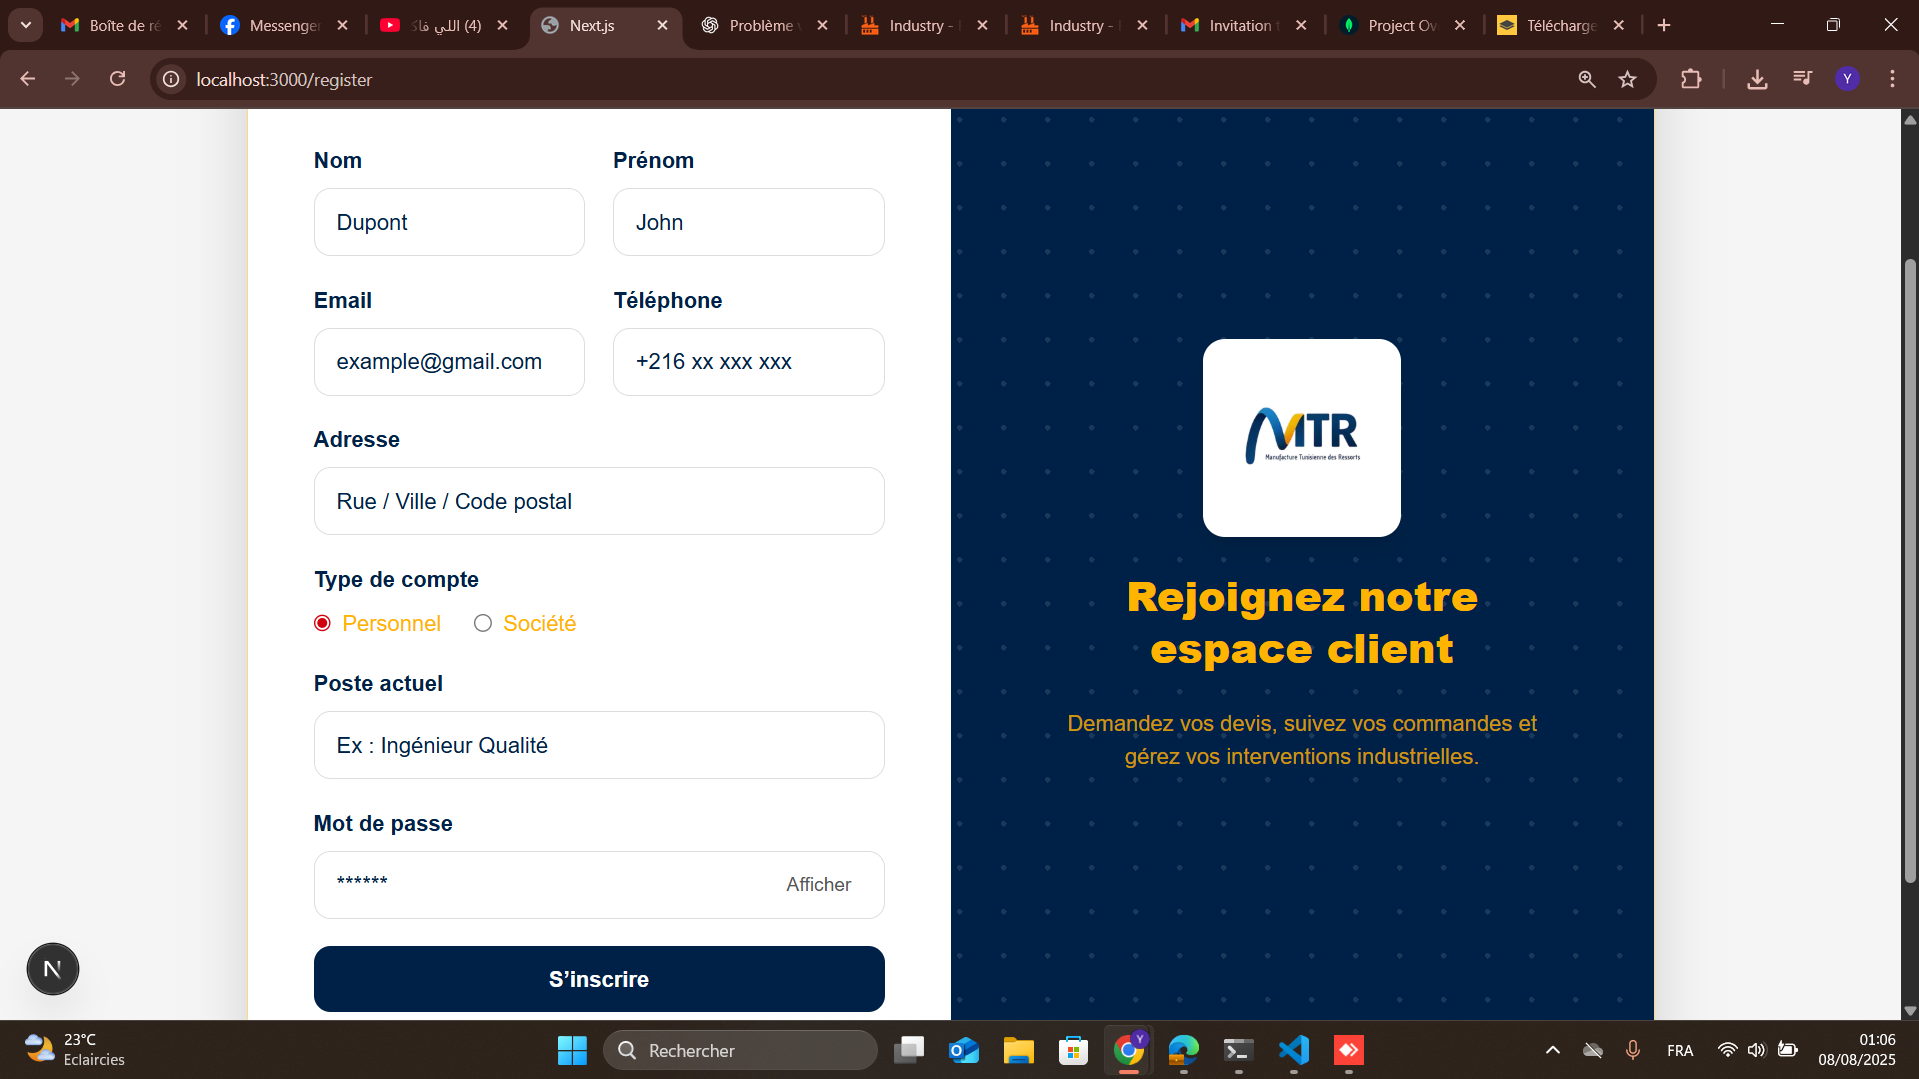 Boîte de ré
Messenger
(4) اللي فاك
Next.js
Problème v
Industry -
Industry -
Invitation t
Project Ov
Télécharge
localhost:3000/register
Y
Nom
Prénom
Dupont
John
Email
Téléphone
example@gmail.com
+216 xx xxx xxx
Adresse
Rue / Ville / Code postal
Type de compte
Personnel
Société
Poste actuel
Ex : Ingénieur Qualité
Mot de passe
******
Afficher
S’inscrire
MTR
Manufacture Tunisienne des Ressorts
Rejoignez notre
espace client
Demandez vos devis, suivez vos commandes et
gérez vos interventions industrielles.
N
23°C
Eclaircies
Rechercher
Y
FRA
01:06
08/08/2025